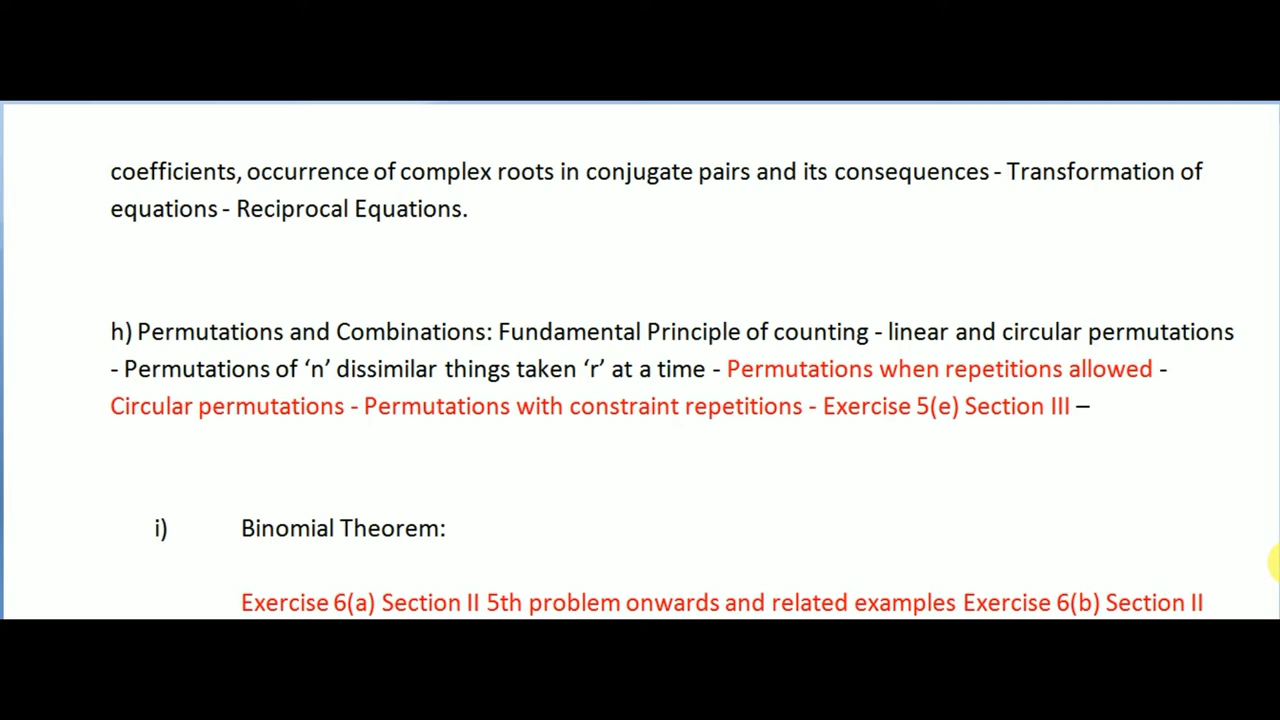 coefficients, occurrence of complex roots in conjugate pairs and its consequences - Transformation of
equations - Reciprocal Equations.
h) Permutations and Combinations: Fundamental Principle of counting - linear and circular permutations
- Permutations of ‘n’ dissimilar things taken ‘r’ at a time - Permutations when repetitions allowed -
Circular permutations - Permutations with constraint repetitions - Exercise 5(e) Section III –
i) Binomial Theorem:
Exercise 6(a) Section II 5th problem onwards and related examples Exercise 6(b) Section II